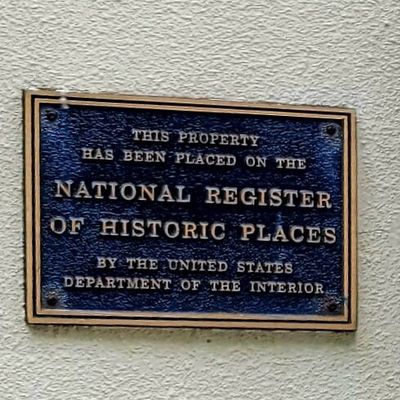 THIS PROPERTY
HAS BEEN PLACED ON THE
NATIONAL REGISTER
OF HISTORIC PLACES
BY THE UNITED STATES
DEPARTMENT OF THE INTERIOR